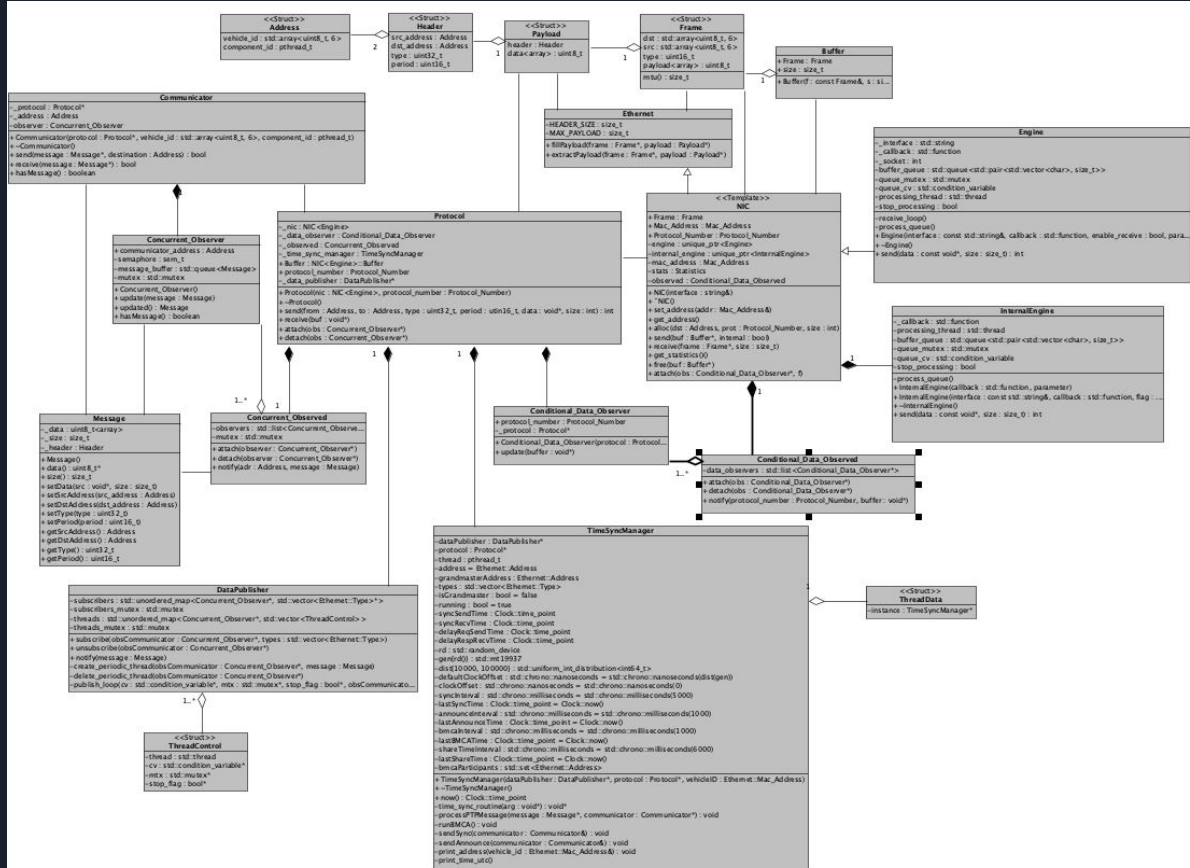 <<Struct>>
Address
vehicle_id : std::array<uint8_t, 6>
component_id : pthread_t
2
<<Struct>>
Header
src_address : Address
dst_address : Address
type : uint32_t
period : uint16_t
1
<<Struct>>
Payload
header : Header
data<array> : uint8_t
1
<<Struct>>
Frame
dst : std::array<uint8_t, 6>
src : std::array<uint8_t, 6>
type : uint16_t
payload<array> : uint8_t
mtu() : size_t
1
Buffer
+Frame : Frame
+size : size_t
+Buffer(f : const Frame&, s : si...
Communicator
-_protocol : Protocol*
-_address : Address
-observer : Concurrent_Observer
+Communicator(protocol : Protocol*, vehicle_id : std::array<uint8_t, 6>, component_id : pthread_t)
+~Communicator()
+send(message : Message*, destination : Address) : bool
+receive(message : Message*) : bool
+hasMessage() : boolean
Ethernet
-HEADER_SIZE : size_t
-MAX_PAYLOAD : size_t
+fillPayload(frame : Frame*, payload : Payload*)
+extractPayload(frame : Frame*, payload : Payload*)
Engine
-_interface : std::string
-_callback : std::function
-_socket : int
-buffer_queue : std::queue<std::pair<std::vector<char>, size_t>>
-queue_mutex : std::mutex
-queue_cv : std::condition_variable
-processing_thread : std::thread
-stop_processing : bool
-receive_loop()
-process_queue()
+Engine(interface : const std::string&, callback : std::function, enable_receive : bool, para...
+~Engine()
+send(data : const void*, size : size_t) : int
<<Template>>
NIC
+Frame : Frame
+Mac_Address : Mac_Address
+Protocol_Number : Protocol_Number
-engine : unique_ptr<Engine>
-internal_engine : unique_ptr<InternalEngine>
-mac_address : Mac_Address
-stats : Statistics
-observed : Conditional_Data_Observed
+NIC(interface : string&)
+~NIC()
+set_address(addr : Mac_Address&)
+get_address()
+alloc(dst : Address, prot : Protocol_Number, size : int)
+send(buf : Buffer*, internal : bool)
+receive(frame : Frame*, size : size_t)
+get_statistics()
+free(buf : Buffer*)
+attach(obs : Conditional_Data_Observer*, f)
1
1
Protocol
-_nic : NIC<Engine>
-_data_observer : Conditional_Data_Observer
-_observed : Concurrent_Observed
-_time_sync_manager : TimeSyncManager
+Buffer : NIC<Engine>::Buffer
+protocol_number : Protocol_Number
-_data_publisher : DataPublisher*
+Protocol(nic : NIC<Engine>, protocol_number : Protocol_Number)
+~Protocol()
+send(from : Address, to : Address, type : uint32_t, period : utin16_t, data : void*, size : int) : int
+receive(buf : void*)
+attach(obs : Concurrent_Observer*)
+detach(obs : Concurrent_Observer*)
1
1
1
Concurrent_Observer
+communicator_address : Address
-semaphore : sem_t
-message_buffer : std::queue<Message>
-mutex : std::mutex
+Concurrent_Observer()
+update(message : Message)
+updated() : Message
+hasMessage() : boolean
InternalEngine
-_callback : std::function
-processing_thread : std::thread
-buffer_queue : std::queue<std::pair<std::vector<char>, size_t>>
-queue_mutex : std::mutex
-queue_cv : std::condition_variable
-stop_processing : bool
-process_queue()
+InternalEngine(callback : std::function, parameter)
+InternalEngine(interface : const std::string&, callback : std::function, flag : ...
+~InternalEngine()
+send(data : const void*, size : size_t) : int
1..*
Message
-_data : uint8_t<array>
-_size : size_t
-_header : Header
+Message()
+data() : uint8_t*
+size() : size_t
+setData(src : void*, size : size_t)
+setSrcAddress(src_address : Address)
+setDstAddress(dst_address : Address)
+setType(type : uint32_t)
+setPeriod(period : uint16_t)
+getSrcAddress() : Address
+getDstAddress() : Address
+getType() : uint32_t
+getPeriod() : uint16_t
Concurrent_Observed
-observers : std::list<Concurrent_Observe...
-mutex : std::mutex
+attach(observer : Concurrent_Observer*)
+detach(observer : Concurrent_Observer*)
+notify(adr : Address, message : Message)
Conditional_Data_Observer
+protocol_number : Protocol_Number
-_protocol : Protocol*
+Conditional_Data_Observer(protocol : Protocol...
+update(buffer : void*)
1..*
Conditional_Data_Observed
-data_observers : std::list<Conditional_Data_Observer*>
+attach(obs : Conditional_Data_Observer*)
+detach(obs : Conditional_Data_Observer*)
+notify(protocol_number : Protocol_Number, buffer : void*)
DataPublisher
-subscribers : std::unordered_map<Concurrent_Observer*, std::vector<Ethernet::Type>*>
-subscribers_mutex : std::mutex
-threads : std::unordered_map<Concurrent_Observer*, std::vector<ThreadControl>>
-threads_mutex : std::mutex
+subscribe(obsCommunicator : Concurrent_Observer*, types : std::vector<Ethernet::Type>)
+unsubscribe(obsCommunicator : Concurrent_Observer*)
+notify(message : Message)
-create_periodic_thread(obsCommunicator : Concurrent_Observer*, message : Message)
-delete_periodic_thread(obsCommunicator : Concurrent_Observer*)
-publish_loop(cv : std::condition_variable*, mtx : std::mutex*, stop_flag : bool*, obsCommunicato...
1..*
<<Struct>>
ThreadControl
-thread : std::thread
-cv : std::condition_variable*
-mtx : std::mutex*
-stop_flag : bool*
TimeSyncManager
-dataPublisher : DataPublisher*
-protocol : Protocol*
-thread : pthread_t
-address = Ethernet::Address
-grandmasterAddress : Ethernet::Address
-types : std::vector<Ethernet::Type>
-isGrandmaster : bool = false
-running : bool = true
-syncSendTime : Clock::time_point
-syncRecvTime : Clock::time_point
-delayReqSendTime : Clock::time_point
-delayRespRecvTime : Clock::time_point
-rd : std::random_device
-gen(rd()) : std::mt19937
-dist(10000, 100000) : std::uniform_int_distribution<int64_t>
-defaultClockOffset : std::chrono::nanoseconds = std::chrono::nanoseconds(dist(gen))
-clockOffset : std::chrono::nanoseconds = std::chrono::nanoseconds(0)
-syncInterval : std::chrono::milliseconds = std::chrono::milliseconds(5000)
-lastSyncTime : Clock::time_point = Clock::now()
-announceInterval : std::chrono::milliseconds = std::chrono::milliseconds(1000)
-lastAnnounceTime : Clock::time_point = Clock::now()
-bmcaInterval : std::chrono::milliseconds = std::chrono::milliseconds(1000)
-lastBMCATime : Clock::time_point = Clock::now()
-shareTimeInterval : std::chrono::milliseconds = std::chrono::milliseconds(6000)
-lastShareTime : Clock::time_point = Clock::now()
-bmcaParticipants : std::set<Ethernet::Address>
+TimeSyncManager(dataPublisher : DataPublisher*, protocol : Protocol*, vehicleID : Ethernet::Mac_Address)
+~TimeSyncManager()
+now() : Clock::time_point
-time_sync_routine(arg : void*) : void*
-processPTPMessage(message : Message*, communicator : Communicator*) : void
-runBMCA() : void
-sendSync(communicator : Communicator&) : void
-sendAnnounce(communicator : Communicator&) : void
-print_address(vehicle_id : Ethernet::Mac_Address&) : void
-print_time_utc()
1
<<Struct>>
ThreadData
-instance : TimeSyncManager*